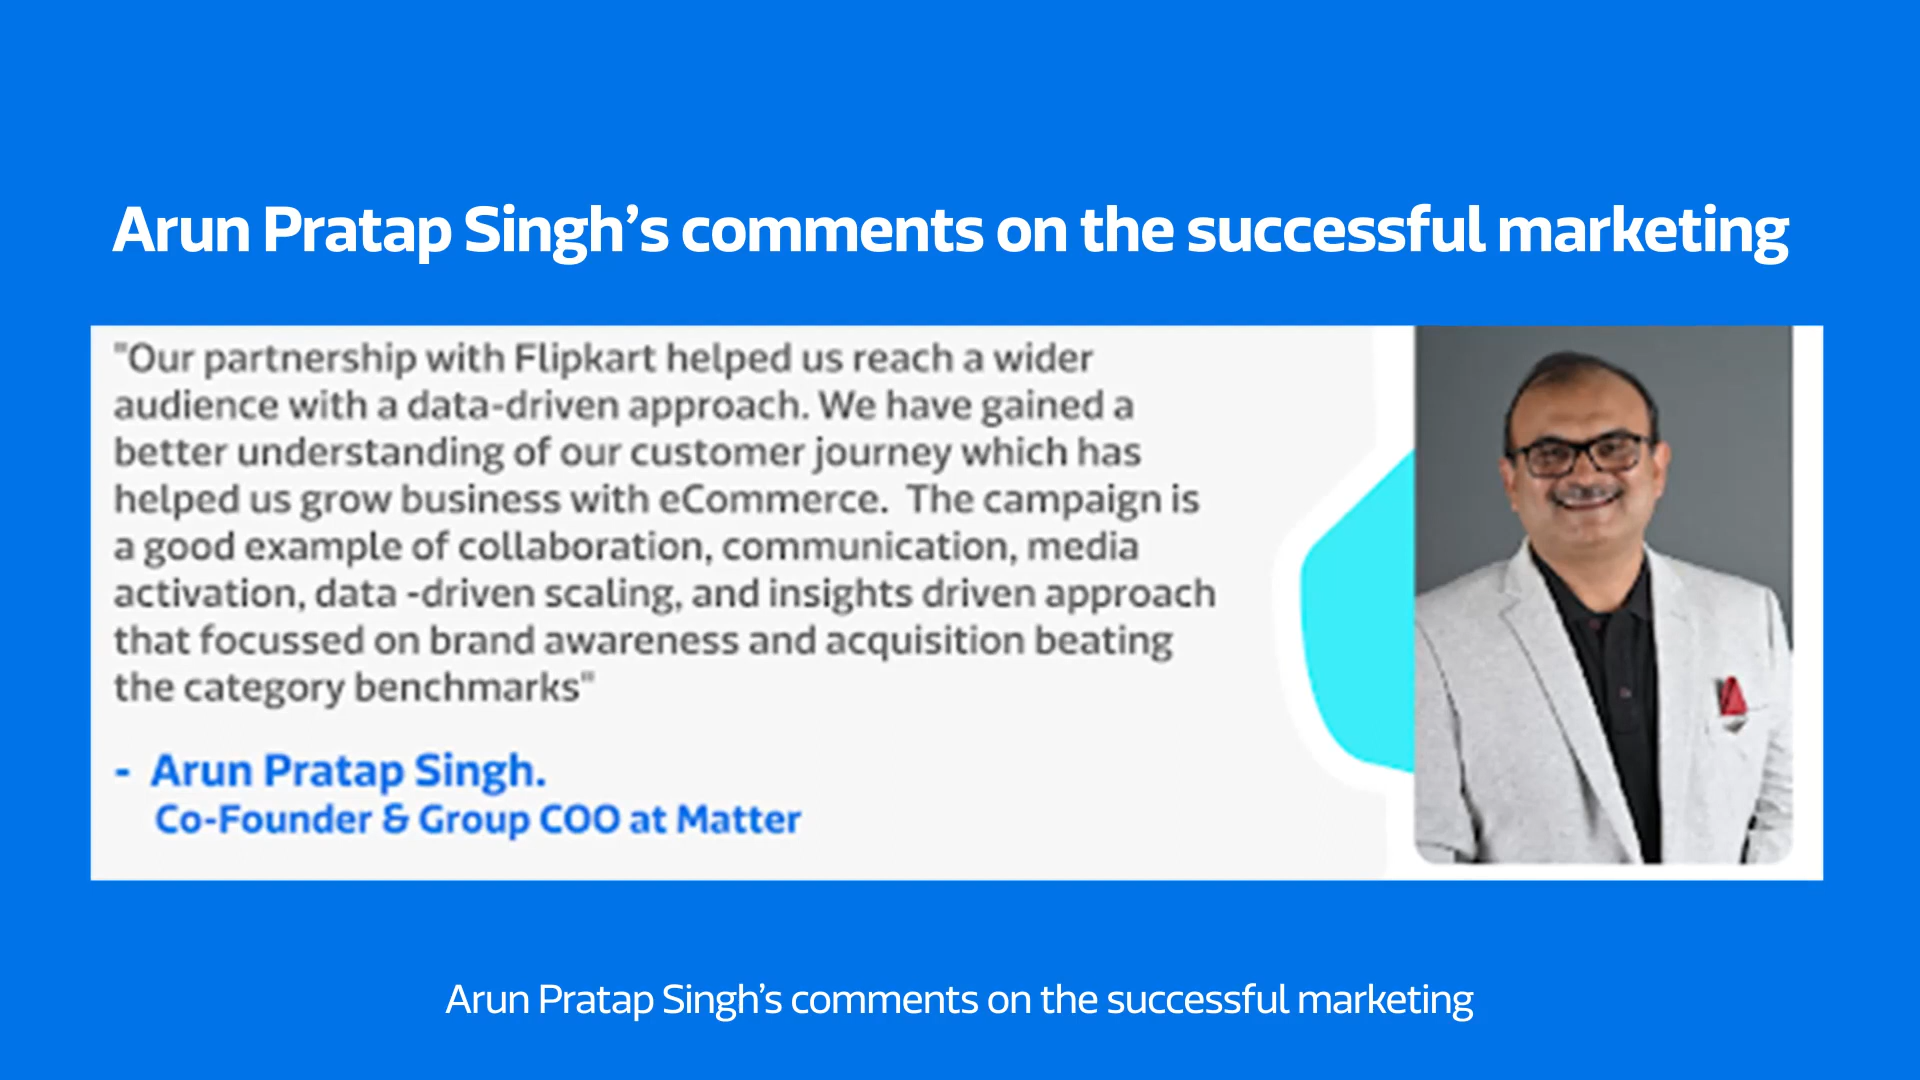 Arun Pratap Singh’s comments on the successful marketing
"Our partnership with Flipkart helped us reach a wider
audience with a data-driven approach. We have gained a
better understanding of our customer journey which has
helped us grow business with eCommerce.  The campaign is
a good example of collaboration, communication, media
activation, data -driven scaling, and insights driven approach
that focussed on brand awareness and acquisition beating
the category benchmarks"
- Arun Pratap Singh.
Co-Founder & Group COO at Matter
Arun Pratap Singh’s comments on the successful marketing